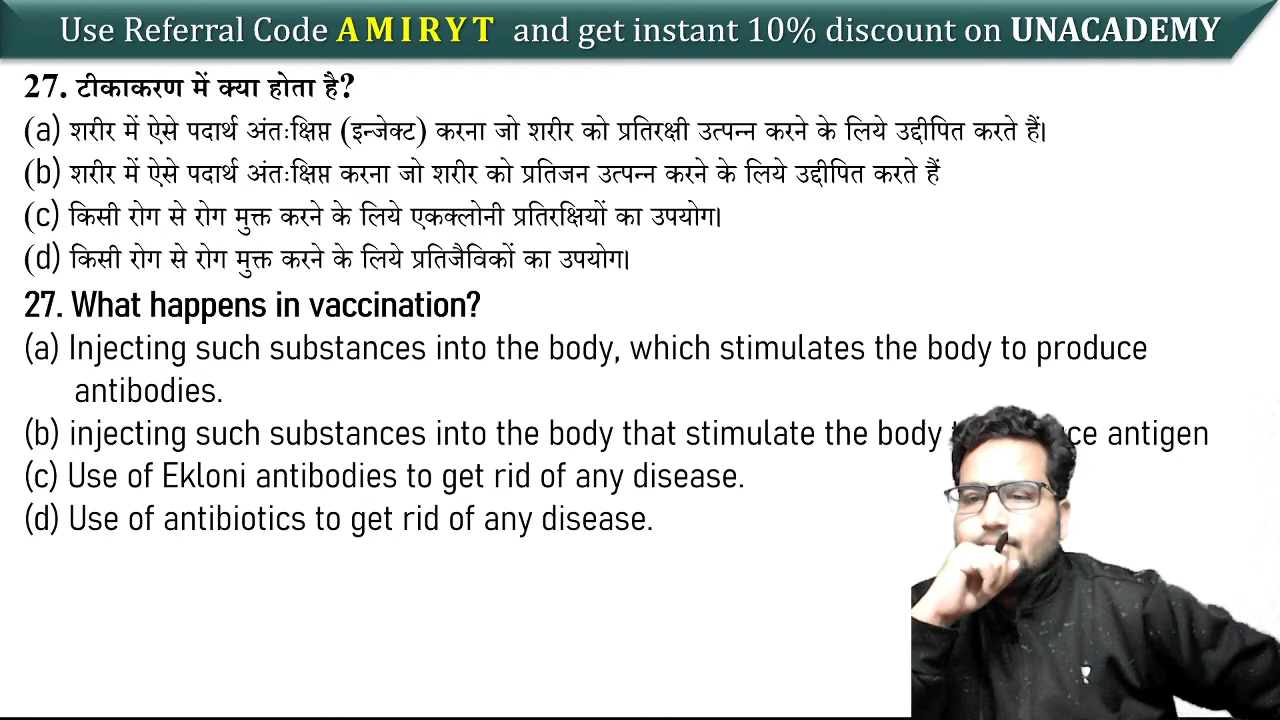 Use Referral Code A M I R Y T and get instant 10% discount on UNACADEMY
27. टीकाकरण में क्या होता है?
(a) शरीर में ऐसे पदार्थ अंतःक्षिप्त (इन्जेक्ट) करना जो शरीर को प्रतिरक्षी उत्पन्न करने के लिये उद्दीपित करते हैं।
(b) शरीर में ऐसे पदार्थ अंतःक्षिप्त करना जो शरीर को प्रतिजन उत्पन्न करने के लिये उद्दीपित करते हैं
(c) किसी रोग से रोग मुक्त करने के लिये एकक्लोनी प्रतिरक्षियों का उपयोग।
(d) किसी रोग से रोग मुक्त करने के लिये प्रतिजैविकों का उपयोग।
27. What happens in vaccination?
(a) Injecting such substances into the body, which stimulates the body to produce
antibodies.
(b) injecting such substances into the body that stimulate the body antigen
(c) Use of Ekloni antibodies to get rid of any disease.
(d) Use of antibiotics to get rid of any disease.